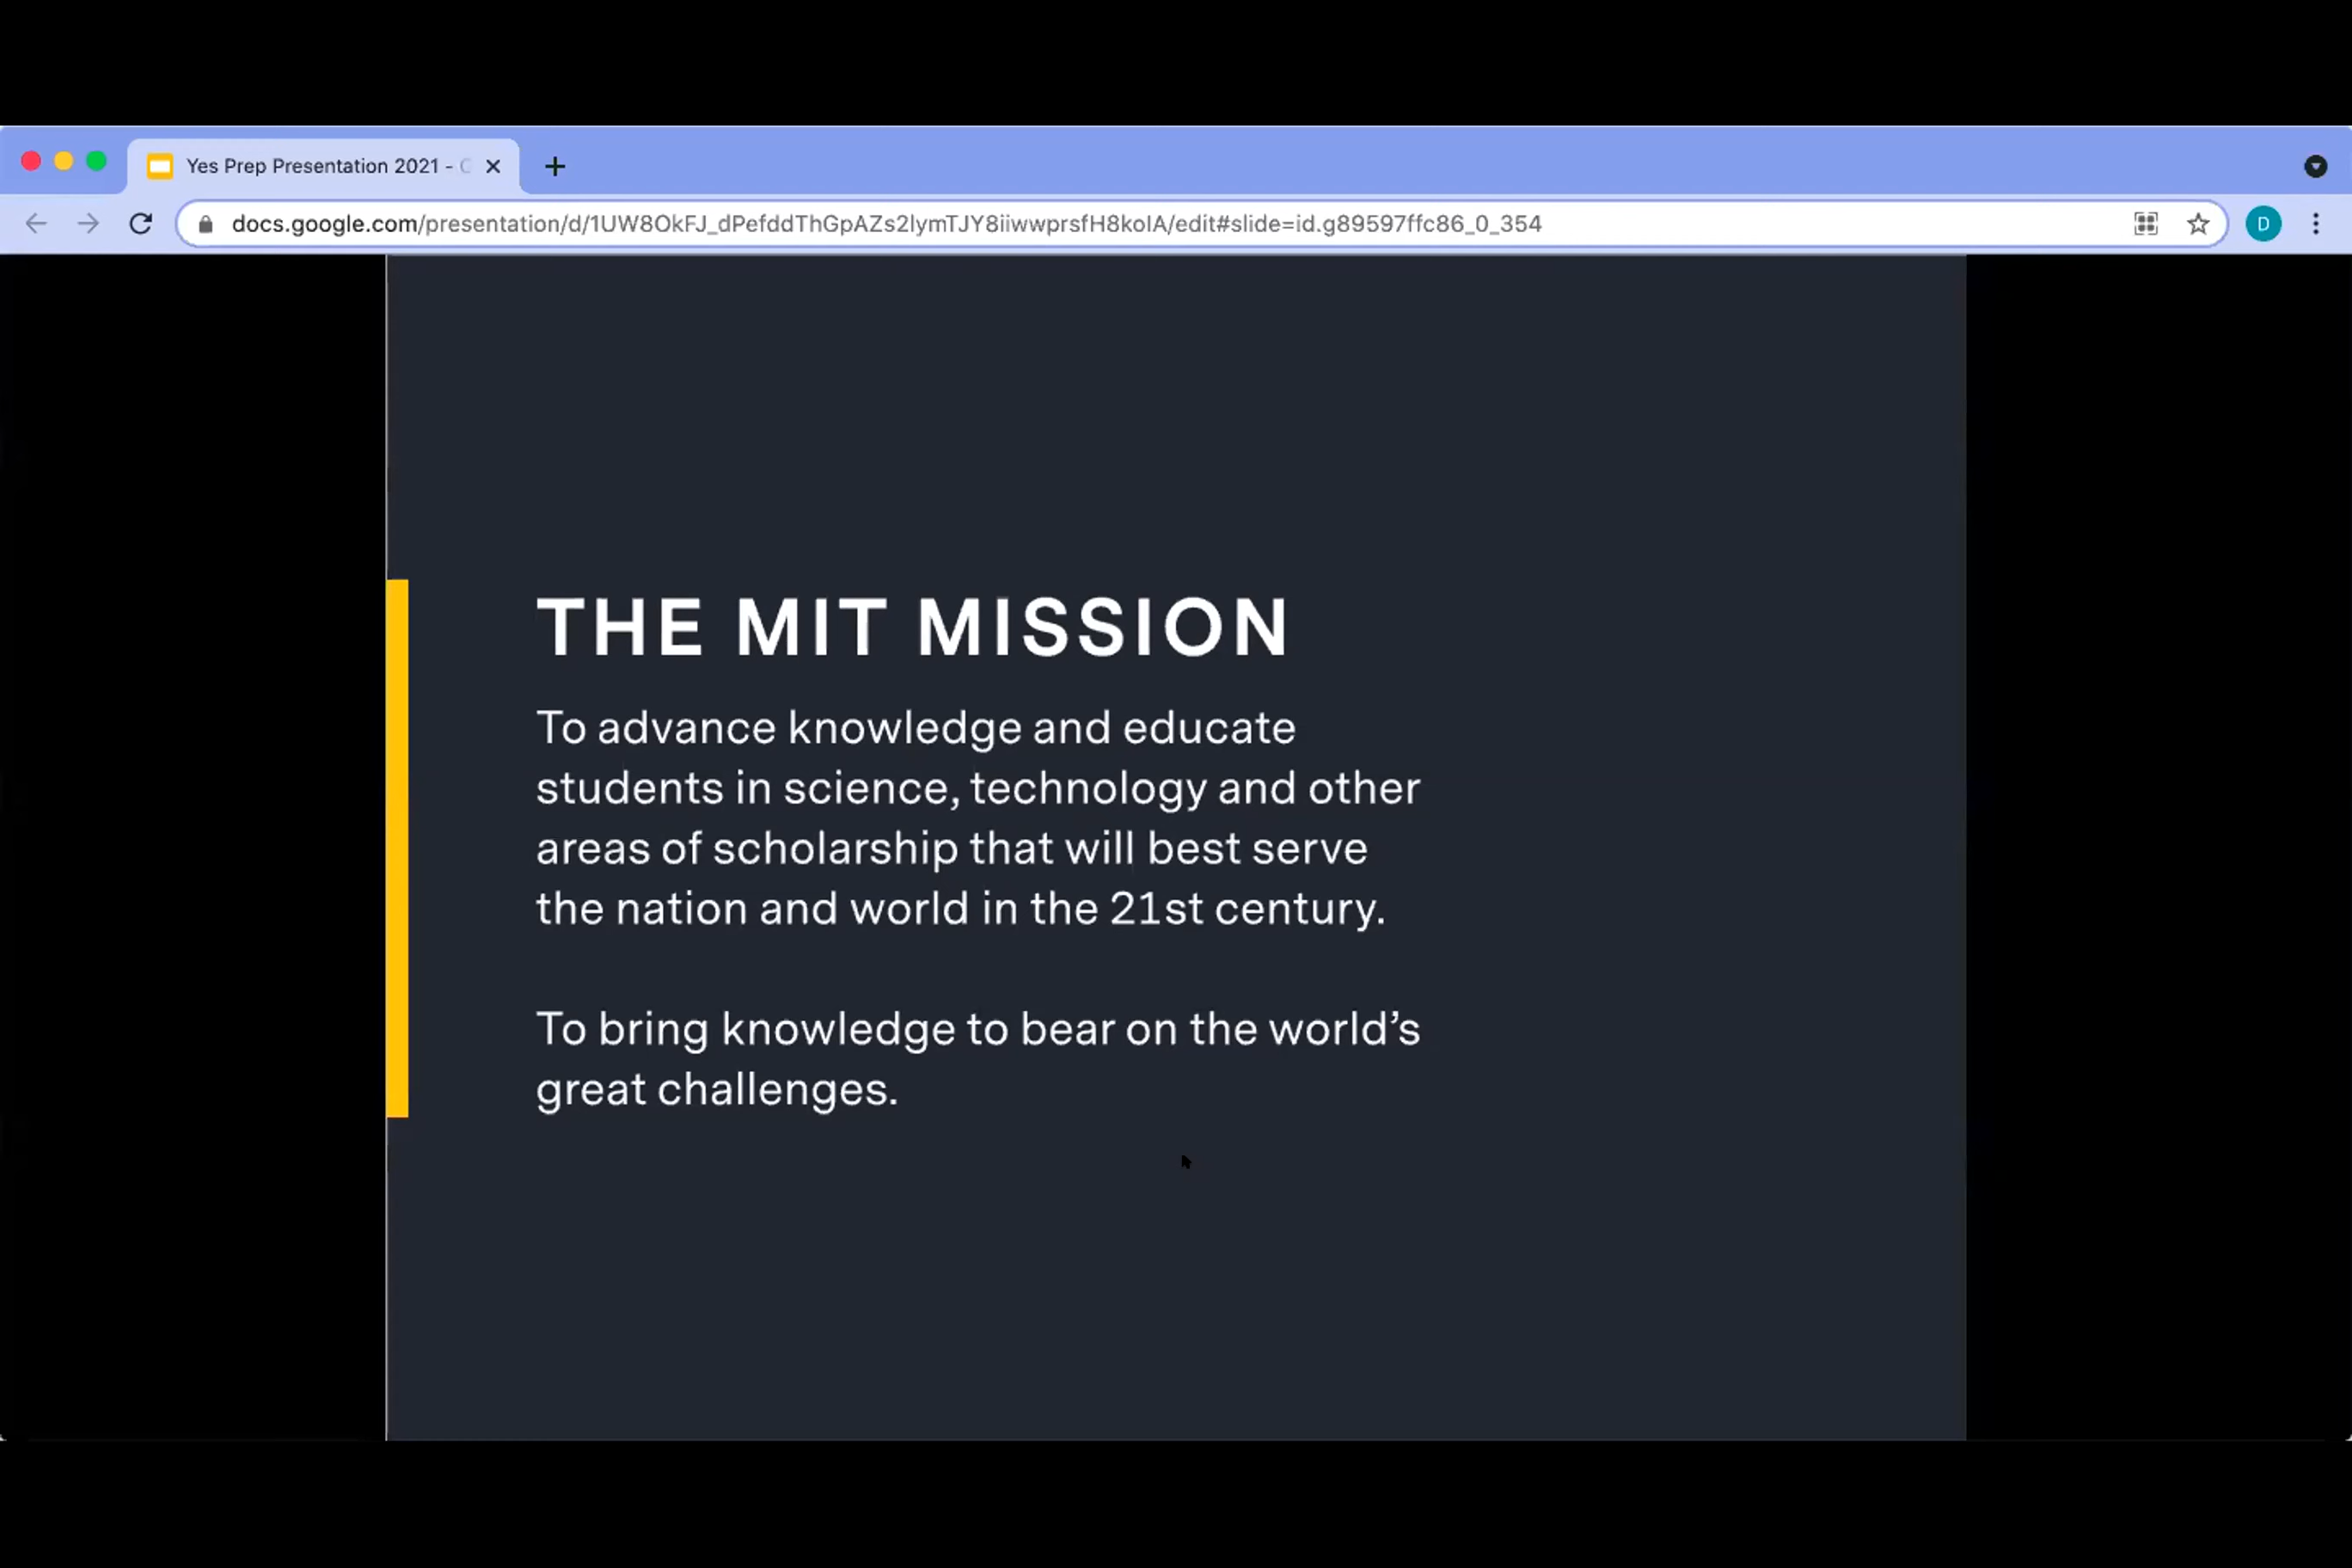 Yes Prep Presentation 2021 -
docs.google.com/presentation/d/1UW8OkFJ_dPefddThGpAZs2lymTJY8iiwwprsfH8kolA/edit#slide=id.g89597ffc86_0_354
D
THE MIT MISSION
To advance knowledge and educate
students in science, technology and other
areas of scholarship that will best serve
the nation and world in the 21st century.
To bring knowledge to bear on the world’s
great challenges.